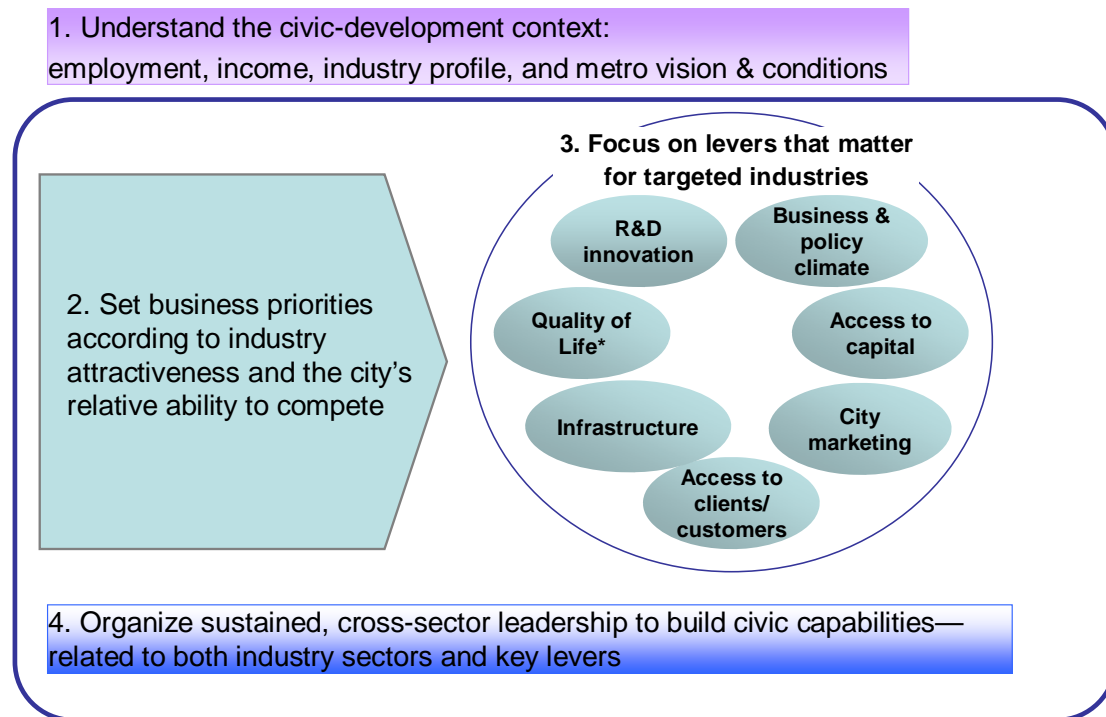 1. Understand the civic-development context:
employment, income, industry profile, and metro vision & conditions
2. Set business priorities
according to industry
attractiveness and the city's
relative ability to compete
3. Focus on levers that matter
for targeted industries
R&D
innovation
Business &
policy
climate
Quality of
Life*
Access to
capital
Infrastructure
City
marketing
Access to
clients/
customers
4. Organize sustained, cross-sector leadership to build civic capabilities—
related to both industry sectors and key levers